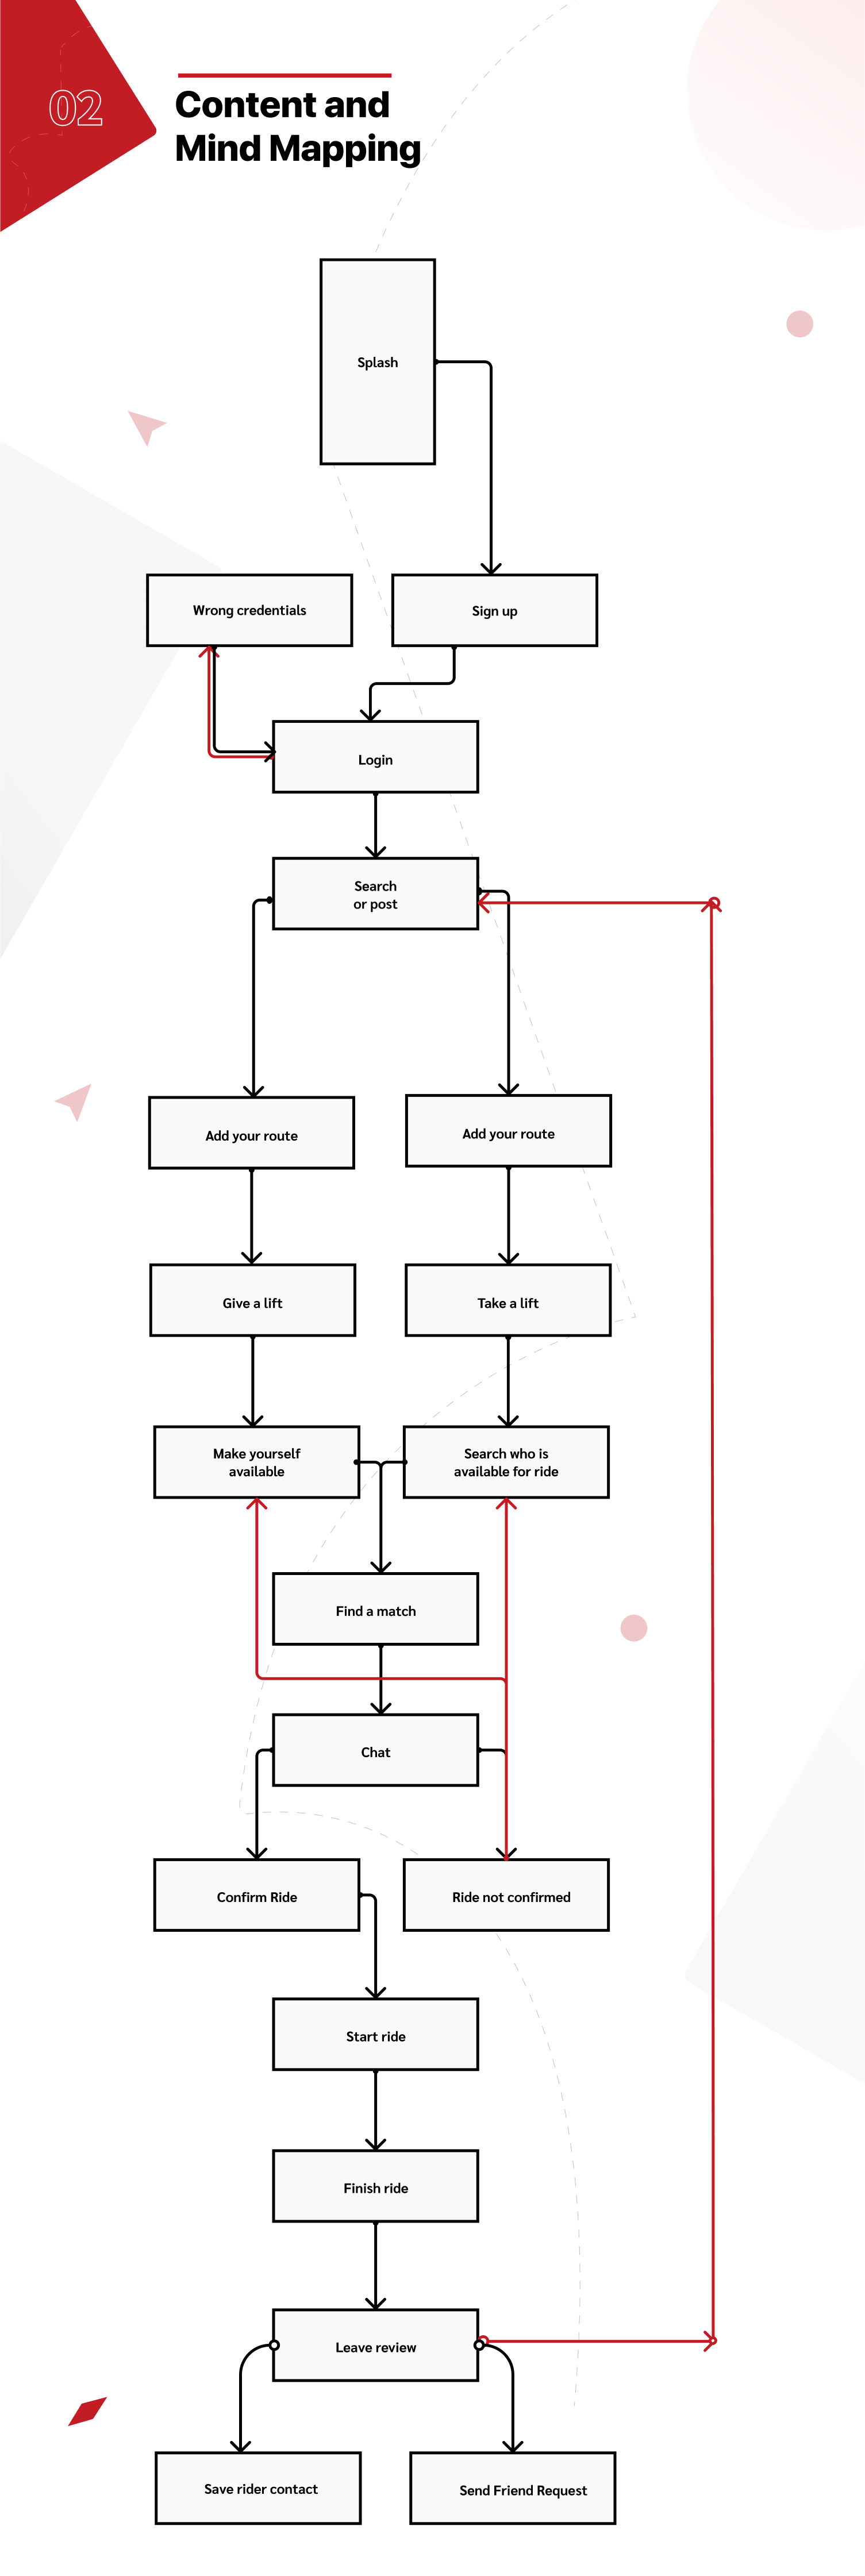 02
Content and
Mind Mapping
Splash
Wrong credentials
Sign up
Login
Search
or post
Add your route
Add your route
Give a lift
Take a lift
Make yourself
available
Search who is
available for ride
Find a match
Chat
Confirm Ride
Ride not confirmed
Start ride
Finish ride
Leave review
Save rider contact
Send Friend Request